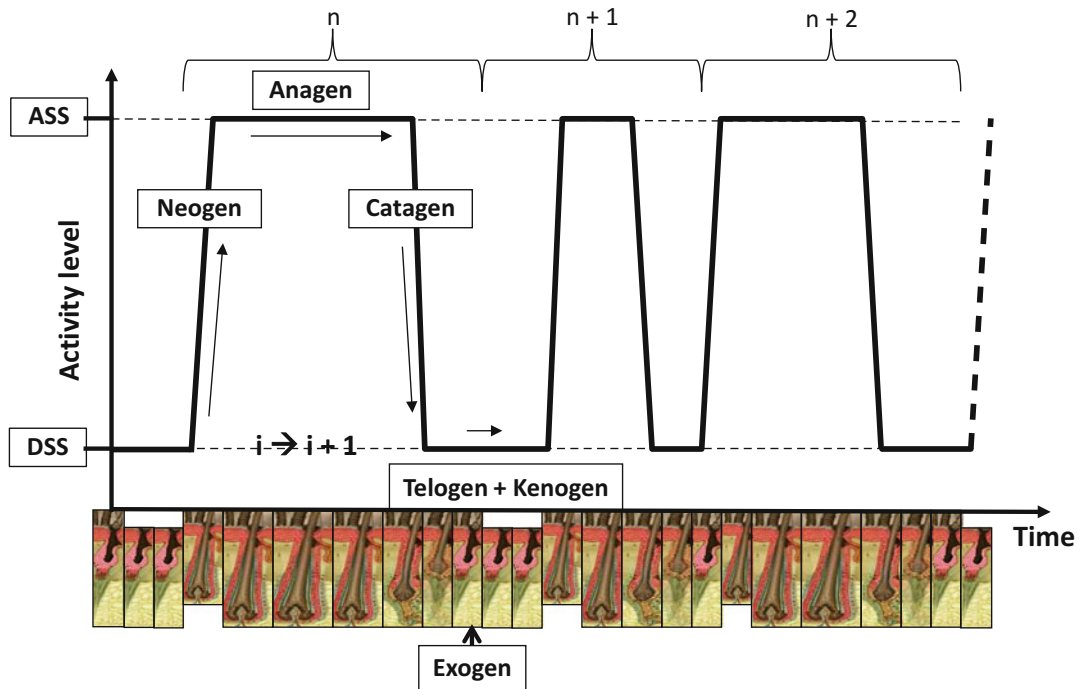 n
n + 1
n + 2
Anagen
ASS
Neogen
Catagen
Activity level
DSS
i → i + 1
Telogen + Kenogen
Time
Exogen